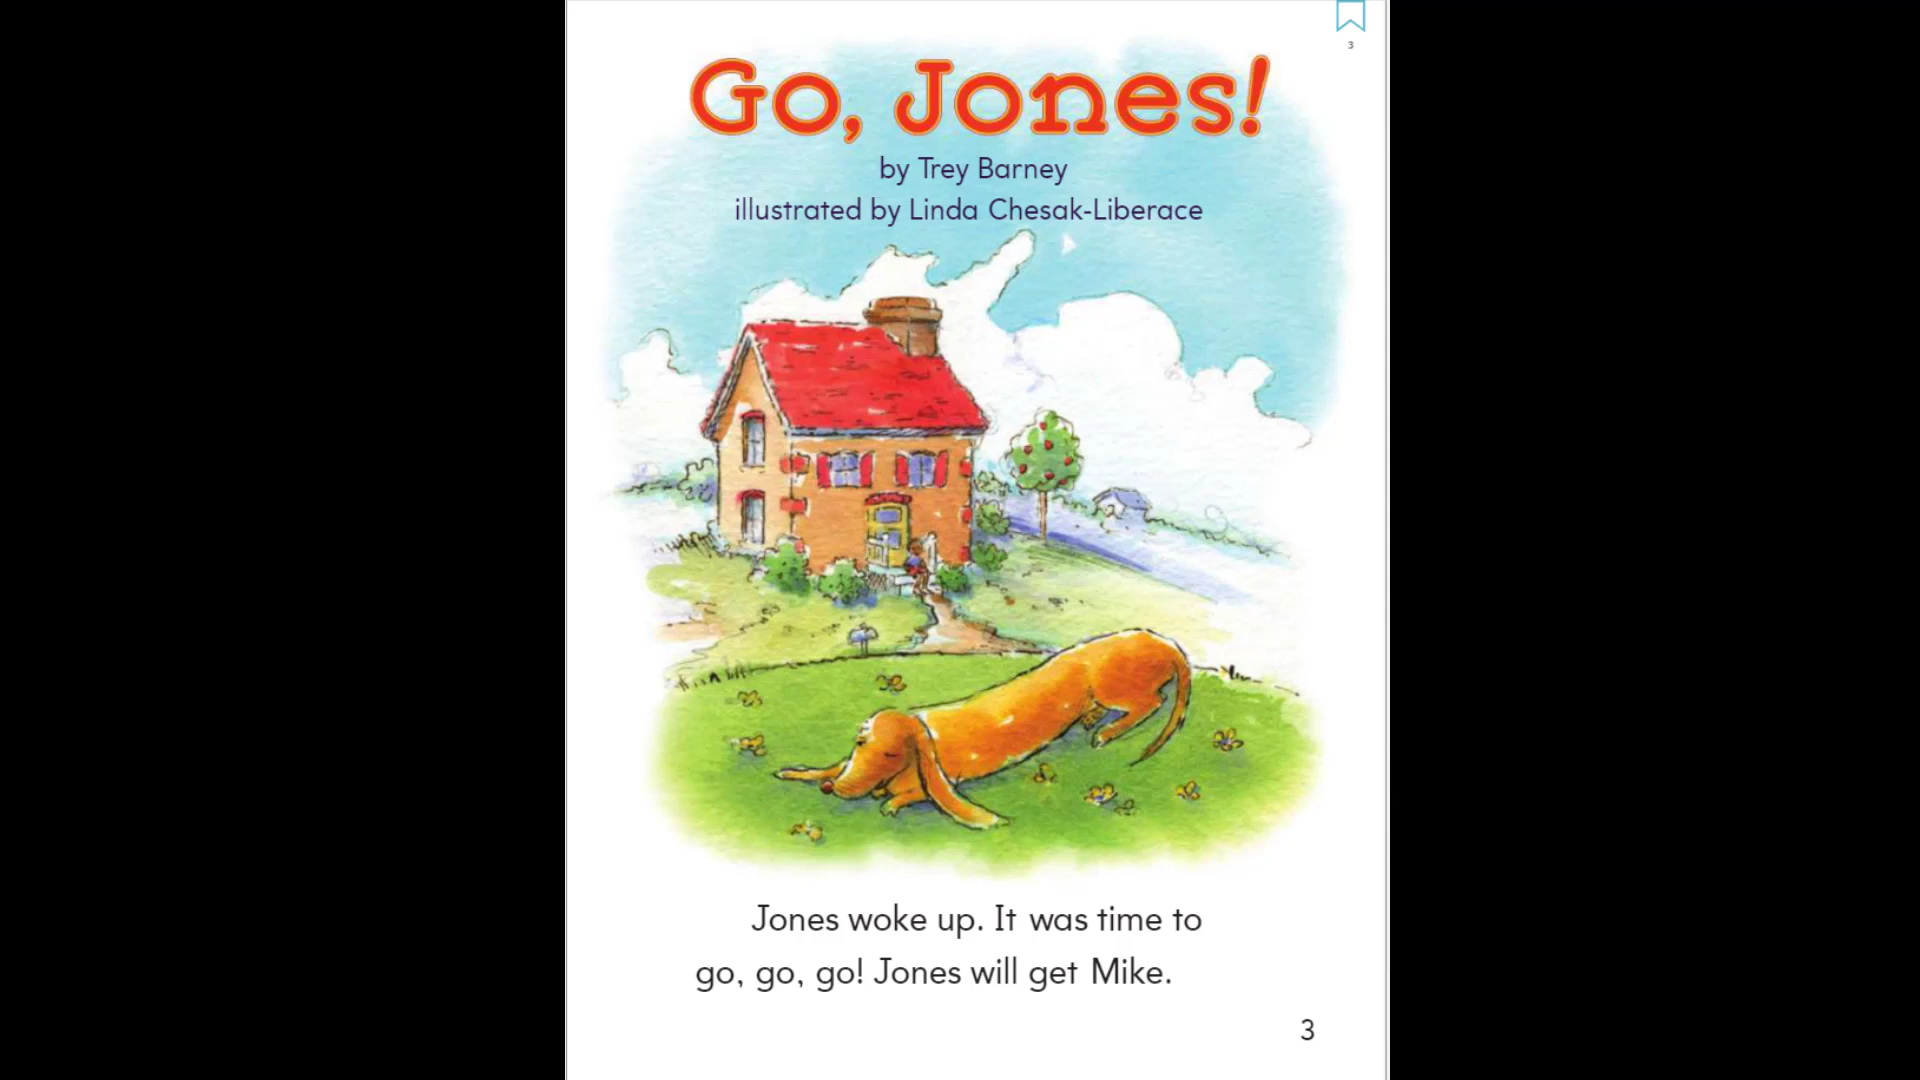 3
Go, Jones!
by Trey Barney
illustrated by Linda Chesak-Liberace
Jones woke up. It was time to
go, go, go! Jones will get Mike.
3